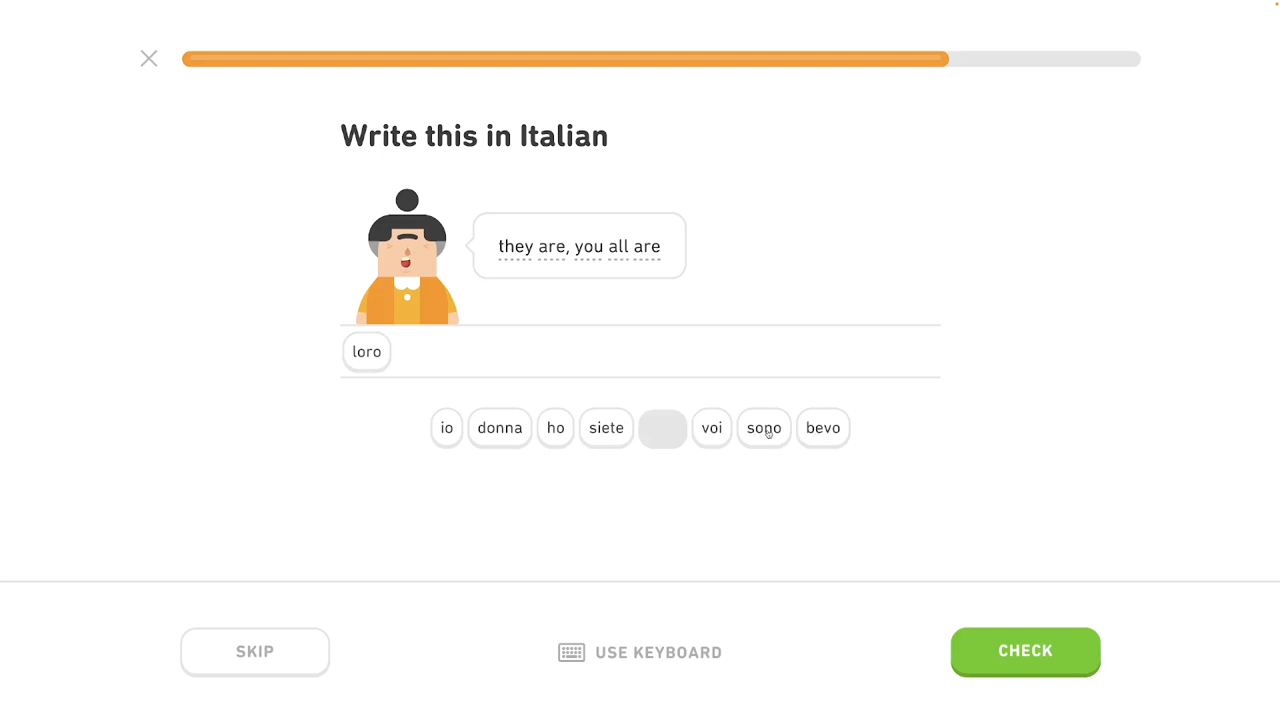 Write this in Italian
they are, you all are
loro
io donna ho siete voi sono bevo
SKIP USE KEYBOARD CHECK